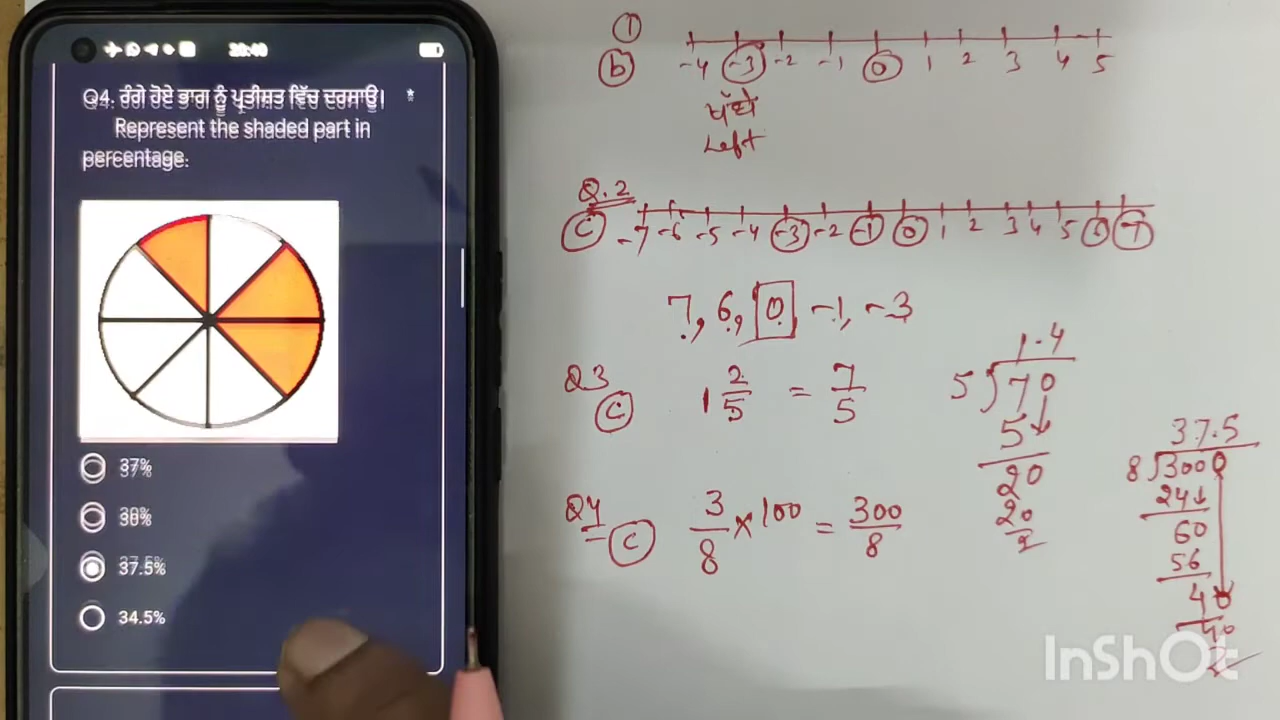 20:40
Q4. ਰੰਗੇ ਹੋਏ ਭਾਗ ਨੂੰ ਪ੍ਰਤੀਸ਼ਤ ਵਿੱਚ ਦਰਸਾਉ। *
Represent the shaded part in
percentage.
37%
30%
37.5%
34.5%
①
ⓑ
-4 -3 -2 -1 0 1 2 3 4 5
ਖੱਬੇ
Left
Q.2
ⓒ -7 -6 -5 -4 -3 -2 -1 0 1 2 3 4 5 6 7
7, 6, 0 -1, -3
Q3
ⓒ 1 2/5 = 7/5
1.4
5)70
5
20
20
Q4
ⓒ 3/8 × 100 = 300/8
37.5
8)3000
24
60
56
40
40
InShOt